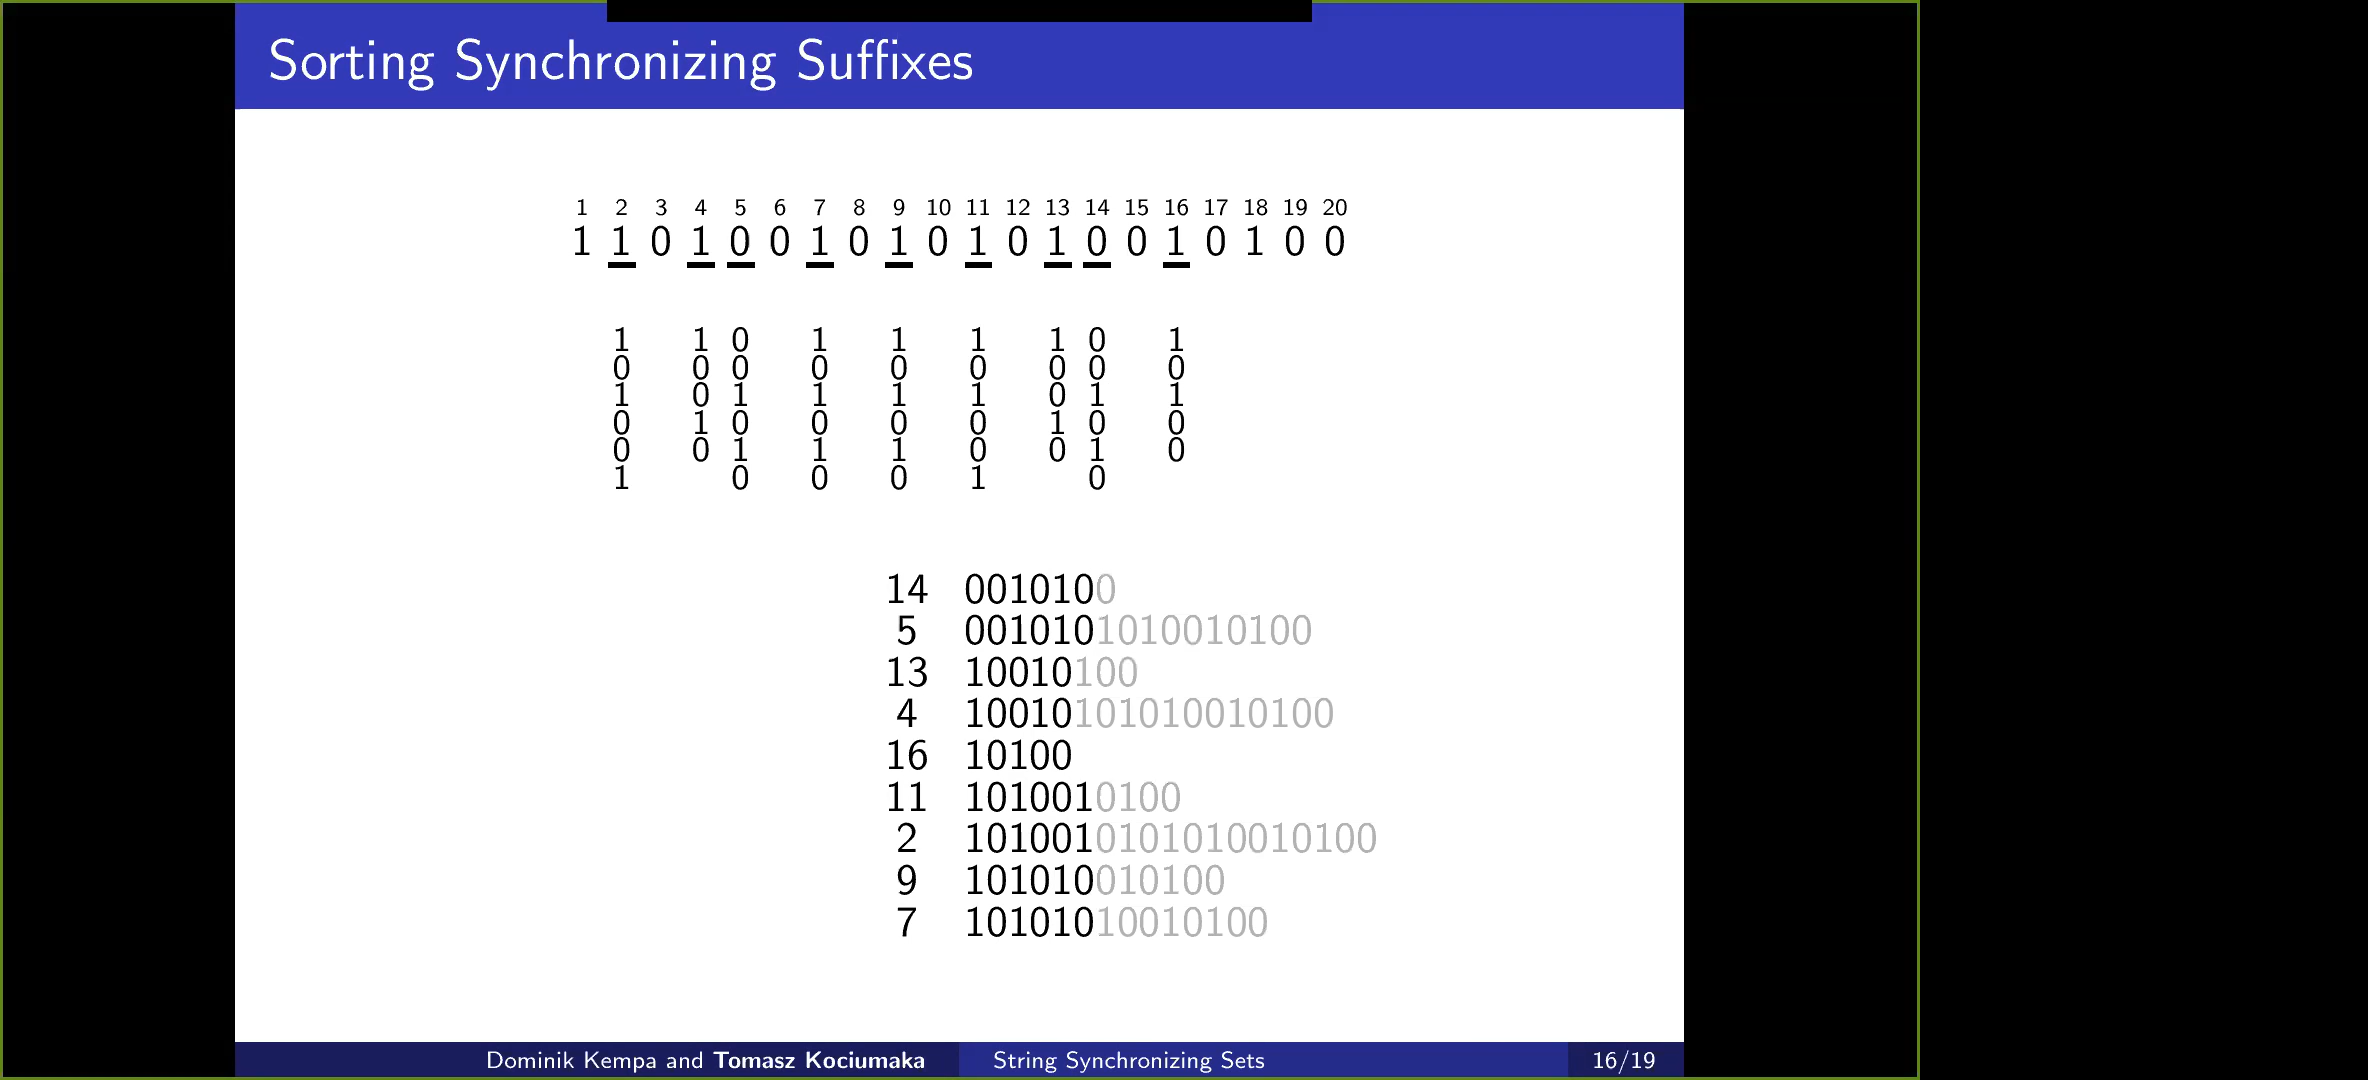 Sorting Synchronizing Suffixes
1 2 3 4 5 6 7 8 9 10 11 12 13 14 15 16 17 18 19 20
1 1 0 1 0 0 1 0 1 0 1 0 1 0 0 1 0 1 0 0
1 1 0 1 1 1 1 0 1
0 0 0 0 0 0 0 0 0
1 0 1 1 1 1 0 1 1
0 1 0 0 0 0 1 0 0
0 0 1 1 1 0 0 1 0
1 0 0 0 1 0
14 0010100
5 0010101010010100
13 10010100
4 10010101010010100
16 10100
11 1010010100
2 1010010101010010100
9 101010010100
7 10101010010100
Dominik Kempa and Tomasz Kociumaka String Synchronizing Sets 16/19